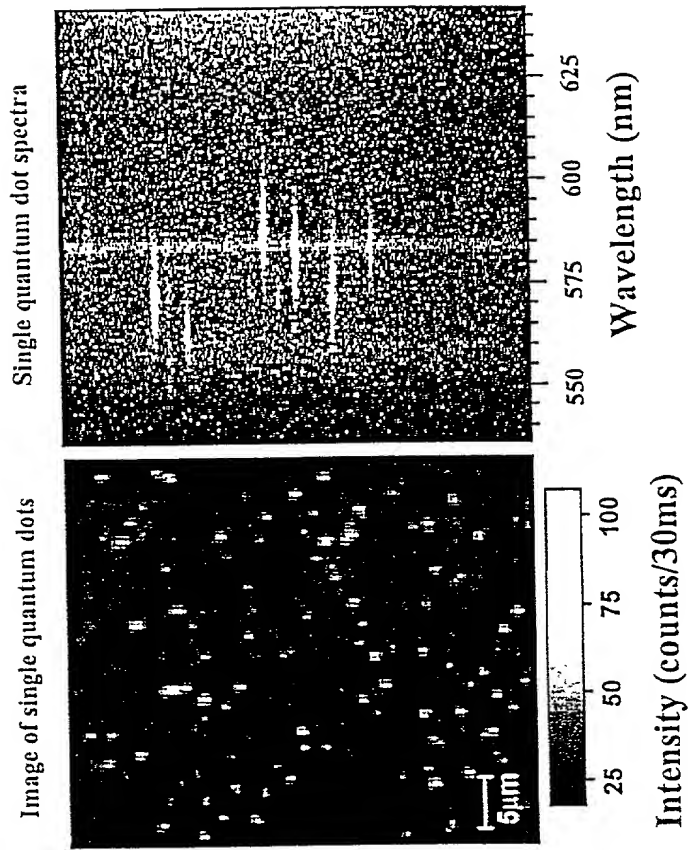 Image of single quantum dots
5μm
25 50 75 100
Intensity (counts/30ms)
Single quantum dot spectra
550 575 600 625
Wavelength (nm)